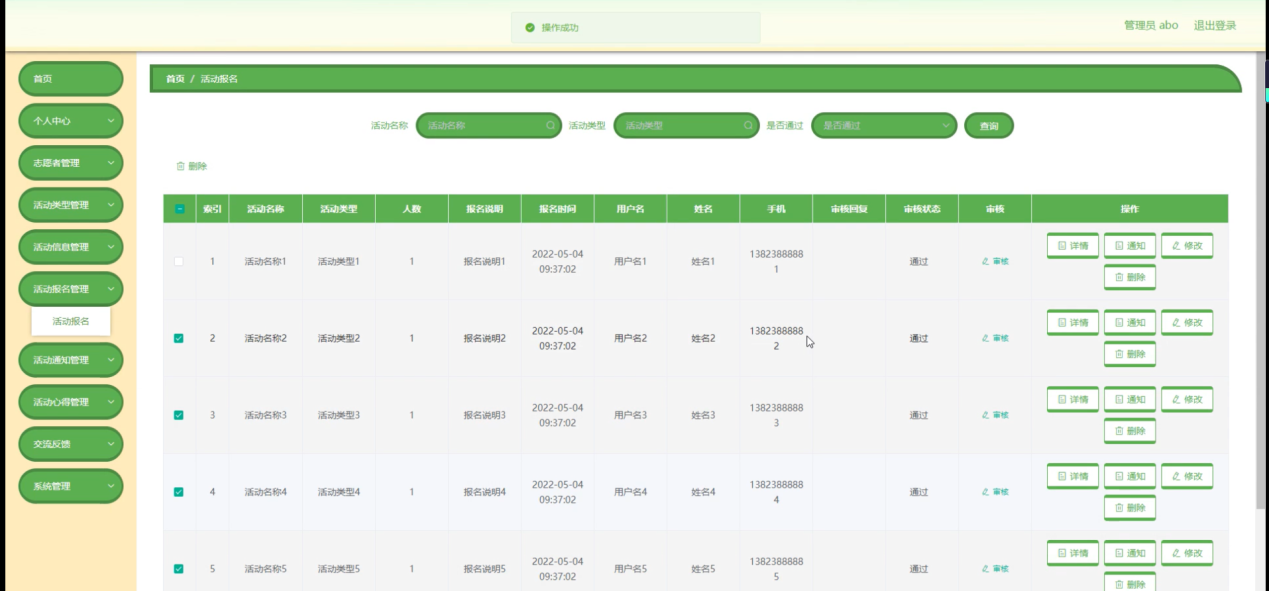 操作成功
管理员 abo 退出登录
首页
个人中心
志愿者管理
活动类型管理
活动信息管理
活动报名管理
活动报名
活动通知管理
活动心得管理
交流反馈
系统管理
首页 / 活动报名
活动名称 活动名称 活动类型 活动类型 是否通过 是否通过 查询
删除
索引 活动名称 活动类型 人数 报名说明 报名时间 用户名 姓名 手机 审核回复 审核状态 审核 操作
1 活动名称1 活动类型1 1 报名说明1 2022-05-04 09:37:02 用户名1 姓名1 13823888881 通过 审核 详情 通知 修改
删除
2 活动名称2 活动类型2 1 报名说明2 2022-05-04 09:37:02 用户名2 姓名2 13823888882 通过 审核 详情 通知 修改
删除
3 活动名称3 活动类型3 1 报名说明3 2022-05-04 09:37:02 用户名3 姓名3 13823888883 通过 审核 详情 通知 修改
删除
4 活动名称4 活动类型4 1 报名说明4 2022-05-04 09:37:02 用户名4 姓名4 13823888884 通过 审核 详情 通知 修改
删除
5 活动名称5 活动类型5 1 报名说明5 2022-05-04 09:37:02 用户名5 姓名5 13823888885 通过 审核 详情 通知 修改
删除